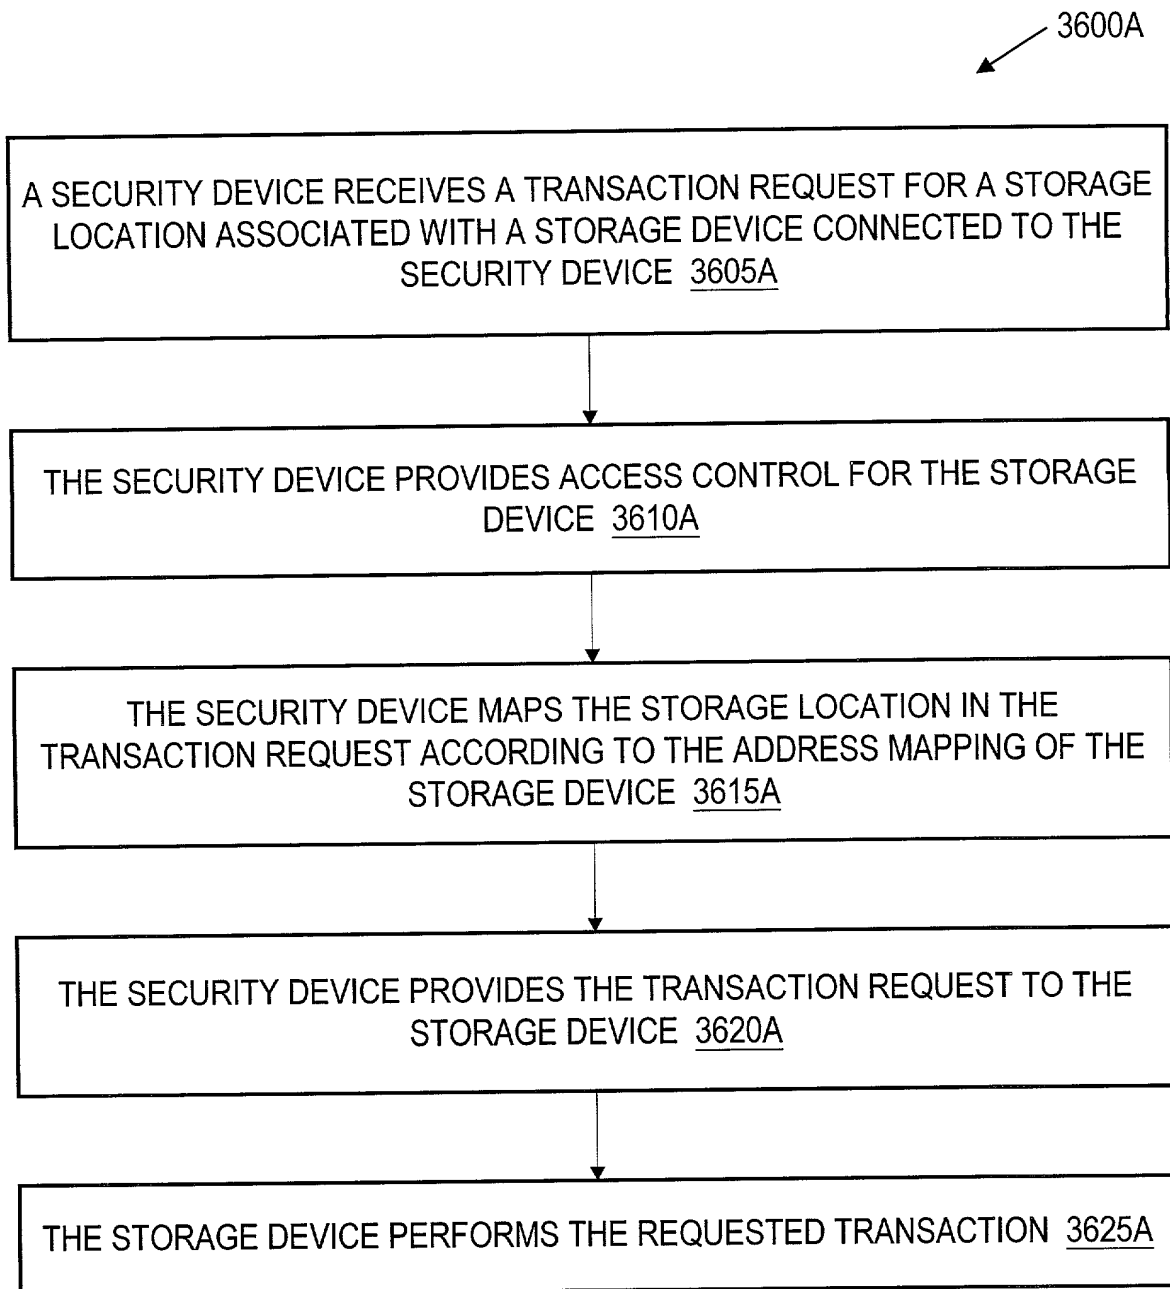 3600A
A SECURITY DEVICE RECEIVES A TRANSACTION REQUEST FOR A STORAGE
LOCATION ASSOCIATED WITH A STORAGE DEVICE CONNECTED TO THE
SECURITY DEVICE 3605A
THE SECURITY DEVICE PROVIDES ACCESS CONTROL FOR THE STORAGE
DEVICE 3610A
THE SECURITY DEVICE MAPS THE STORAGE LOCATION IN THE
TRANSACTION REQUEST ACCORDING TO THE ADDRESS MAPPING OF THE
STORAGE DEVICE 3615A
THE SECURITY DEVICE PROVIDES THE TRANSACTION REQUEST TO THE
STORAGE DEVICE 3620A
THE STORAGE DEVICE PERFORMS THE REQUESTED TRANSACTION 3625A